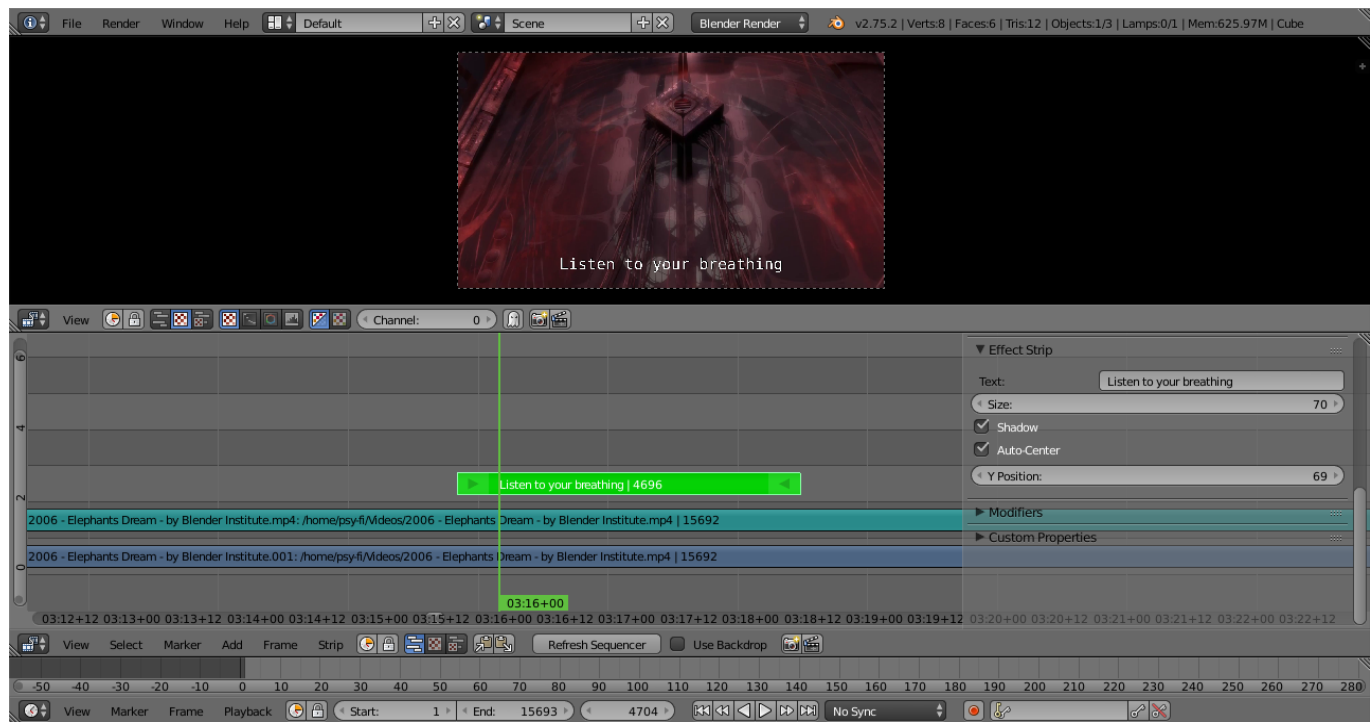 File Render Window Help Default Scene Blender Render v2.75.2 | Verts:8 | Faces:6 | Tris:12 | Objects:1/3 | Lamps:0/1 | Mem:625.97M | Cube
Listen to your breathing
View Channel: 0
Effect Strip
Text: Listen to your breathing
Size: 70
Shadow
Auto-Center
Y Position: 69
Modifiers
Custom Properties
6
4
2
0
Listen to your breathing | 4696
2006 - Elephants Dream - by Blender Institute.mp4: /home/psy-fi/Videos/2006 - Elephants Dream - by Blender Institute.mp4 | 15692
2006 - Elephants Dream - by Blender Institute.001: /home/psy-fi/Videos/2006 - Elephants Dream - by Blender Institute.mp4 | 15692
03:16+00
03:12+12 03:13+00 03:13+12 03:14+00 03:14+12 03:15+00 03:15+12 03:16+00 03:16+12 03:17+00 03:17+12 03:18+00 03:18+12 03:19+00 03:19+12 03:20+00 03:20+12 03:21+00 03:21+12 03:22+00 03:22+12
View Select Marker Add Frame Strip Refresh Sequencer Use Backdrop
-50 -40 -30 -20 -10 0 10 20 30 40 50 60 70 80 90 100 110 120 130 140 150 160 170 180 190 200 210 220 230 240 250 260 270 280
View Marker Frame Playback Start: 1 End: 15693 4704 No Sync